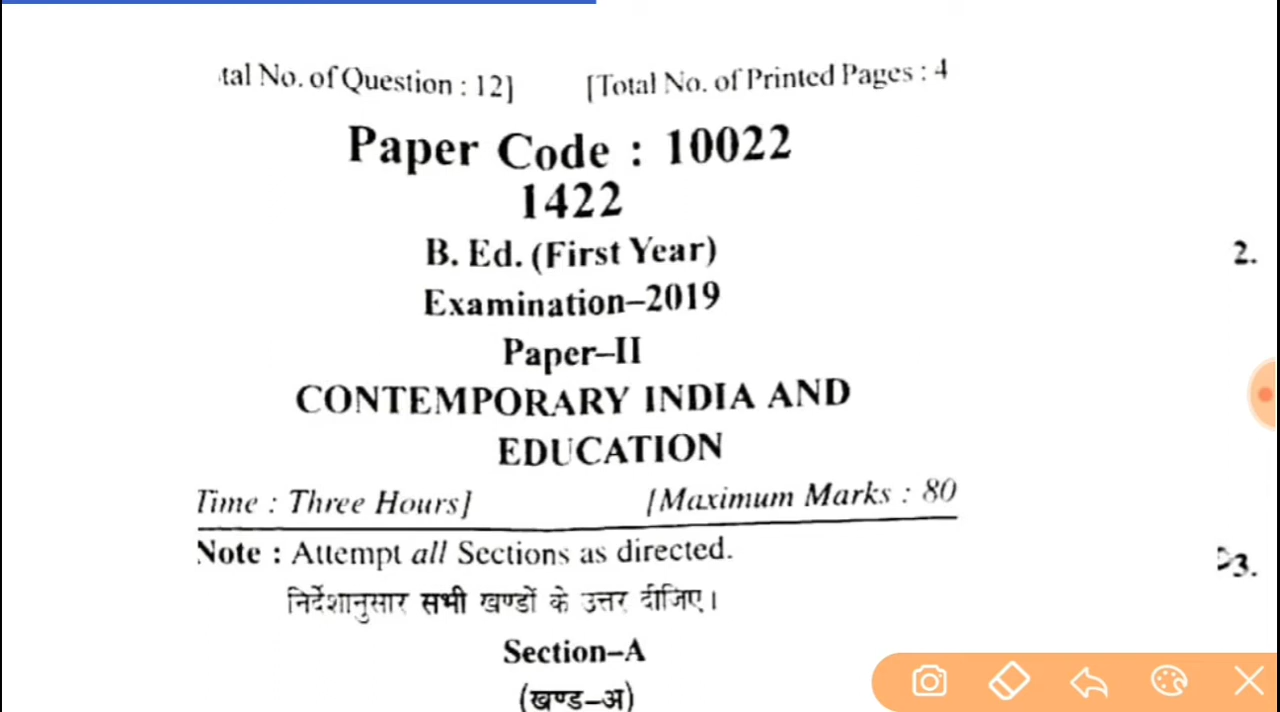 tal No. of Question : 12] [Total No. of Printed Pages : 4
Paper Code : 10022
1422
B. Ed. (First Year)
Examination–2019
Paper–II
CONTEMPORARY INDIA AND
EDUCATION
Time : Three Hours] [Maximum Marks : 80
Note : Attempt all Sections as directed.
निर्देशानुसार सभी खण्डों के उत्तर दीजिए।
Section–A
(खण्ड–अ)
2.
3.